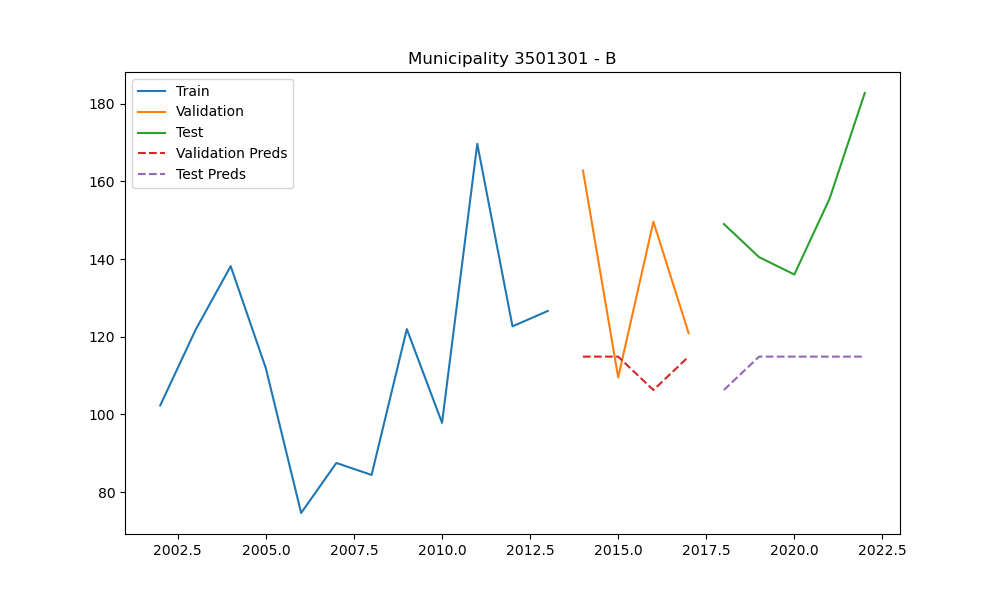 Municipality 3501301 - B
Train
Validation
Test
Validation Preds
Test Preds
180
160
140
120
100
80
2002.5 2005.0 2007.5 2010.0 2012.5 2015.0 2017.5 2020.0 2022.5